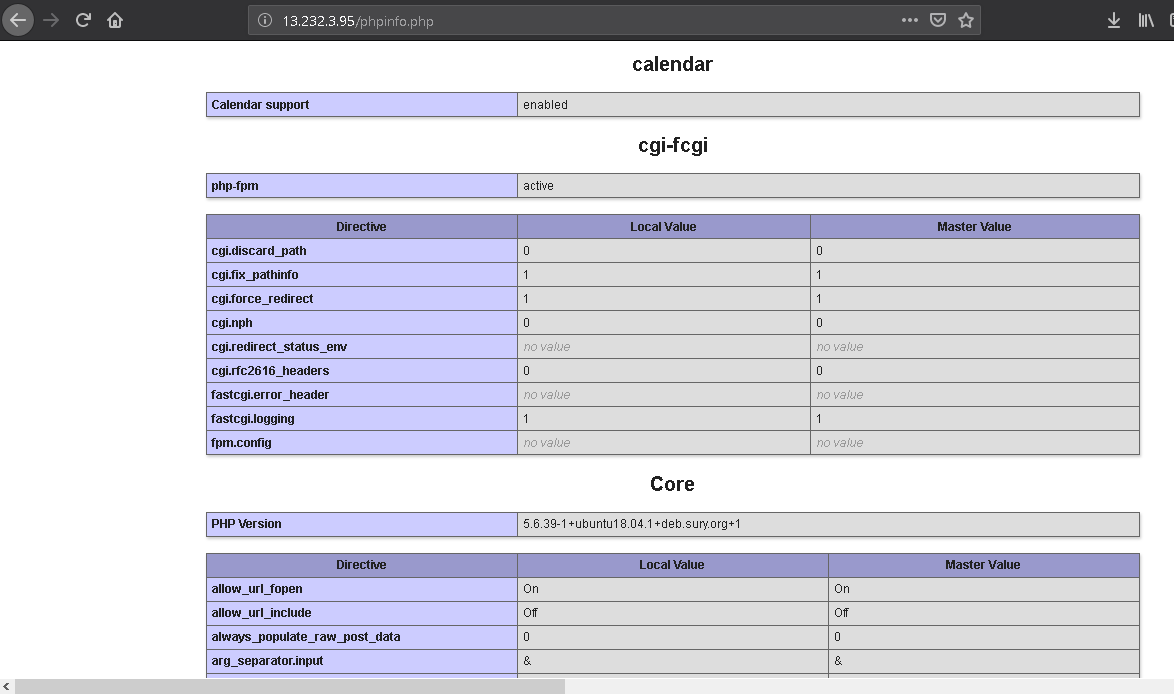 13.232.3.95/phpinfo.php
calendar
Calendar support enabled
cgi-fcgi
php-fpm active
Directive Local Value Master Value
cgi.discard_path 0 0
cgi.fix_pathinfo 1 1
cgi.force_redirect 1 1
cgi.nph 0 0
cgi.redirect_status_env no value no value
cgi.rfc2616_headers 0 0
fastcgi.error_header no value no value
fastcgi.logging 1 1
fpm.config no value no value
Core
PHP Version 5.6.39-1+ubuntu18.04.1+deb.sury.org+1
Directive Local Value Master Value
allow_url_fopen On On
allow_url_include Off Off
always_populate_raw_post_data 0 0
arg_separator.input & &